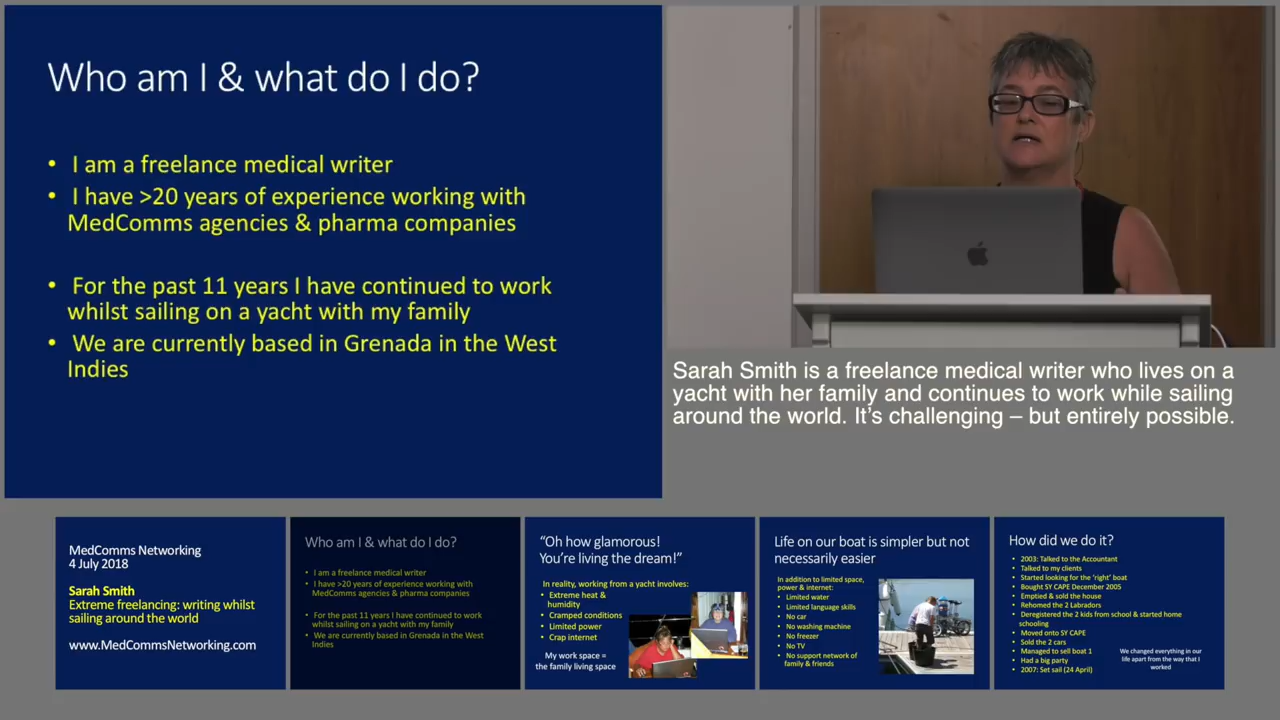 Who am I & what do I do?
• I am a freelance medical writer
• I have >20 years of experience working with
MedComms agencies & pharma companies
• For the past 11 years I have continued to work
whilst sailing on a yacht with my family
• We are currently based in Grenada in the West
Indies
Sarah Smith is a freelance medical writer who lives on a
yacht with her family and continues to work while sailing
around the world. It’s challenging – but entirely possible.
MedComms Networking
4 July 2018
Sarah Smith
Extreme freelancing: writing whilst
sailing around the world
www.MedCommsNetworking.com
Who am I & what do I do?
• I am a freelance medical writer
• I have >20 years of experience working with
MedComms agencies & pharma companies
• For the past 11 years I have continued to work
whilst sailing on a yacht with my family
• We are currently based in Grenada in the West
Indies
“Oh how glamorous!
You’re living the dream!”
In reality, working from a yacht involves:
• Extreme heat &
humidity
• Cramped conditions
• Limited power
• Crap internet
My work space =
the family living space
Life on our boat is simpler but not
necessarily easier
In addition to limited space,
power & internet:
• Limited water
• Limited language skills
• No car
• No washing machine
• No freezer
• No TV
• No support network of
family & friends
How did we do it?
• 2003: Talked to the Accountant
• Talked to my clients
• Started looking for the ‘right’ boat
• Bought SY CAPE December 2005
• Emptied & sold the house
• Rehomed the 2 Labradors
• Deregistered the 2 kids from school & started home
schooling
• Moved onto SY CAPE
• Sold the 2 cars
• Managed to sell boat 1
• Had a big party
• 2007: Set sail (24 April)
We changed everything in our
life apart from the way that I
worked